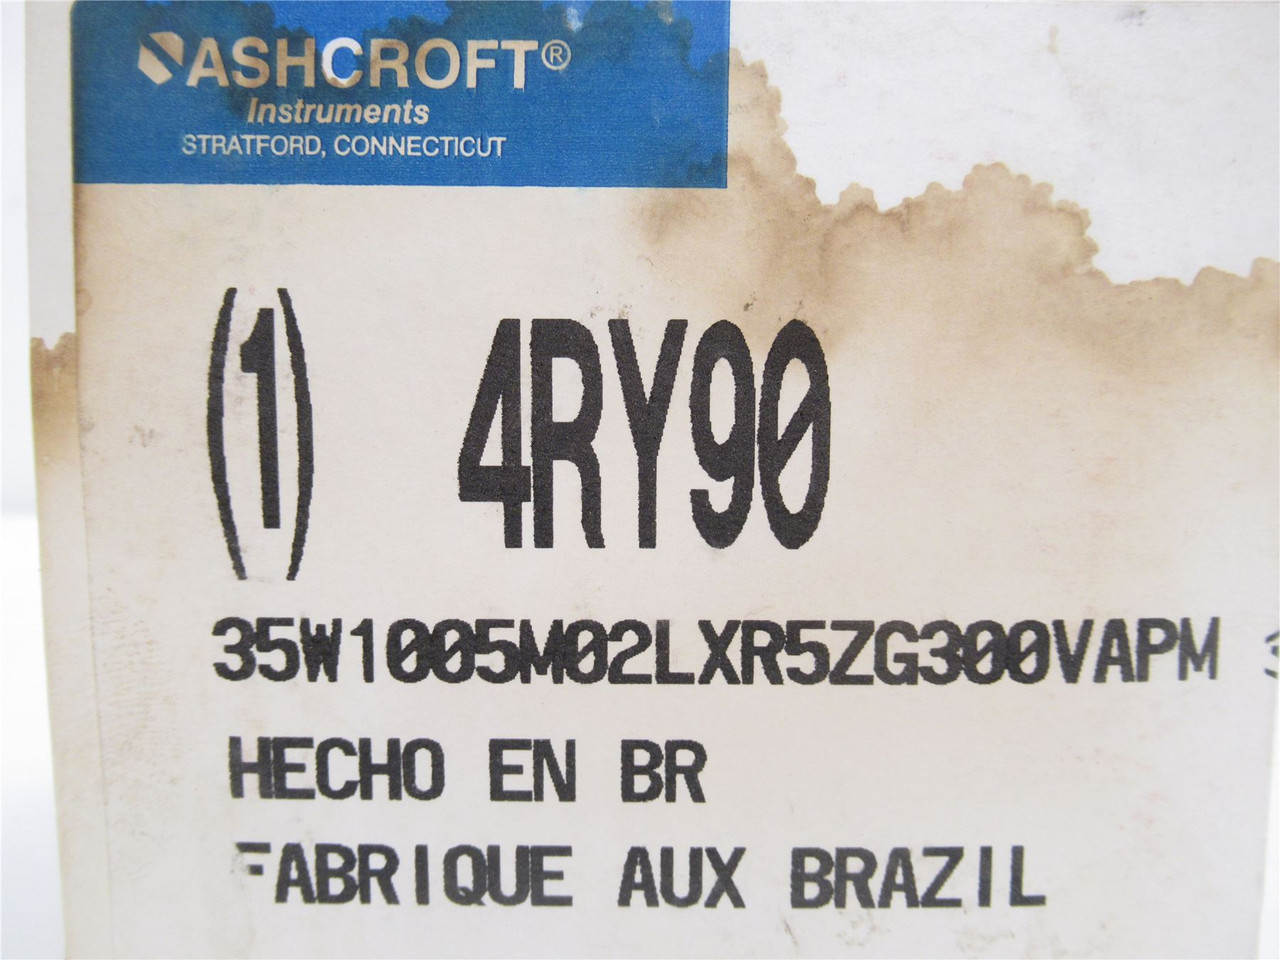 ASHCROFT®
Instruments
STRATFORD, CONNECTICUT
(1) 4RY90
35W1005M02LXR5ZG300VAPM
HECHO EN BR
FABRIQUE AUX BRAZIL